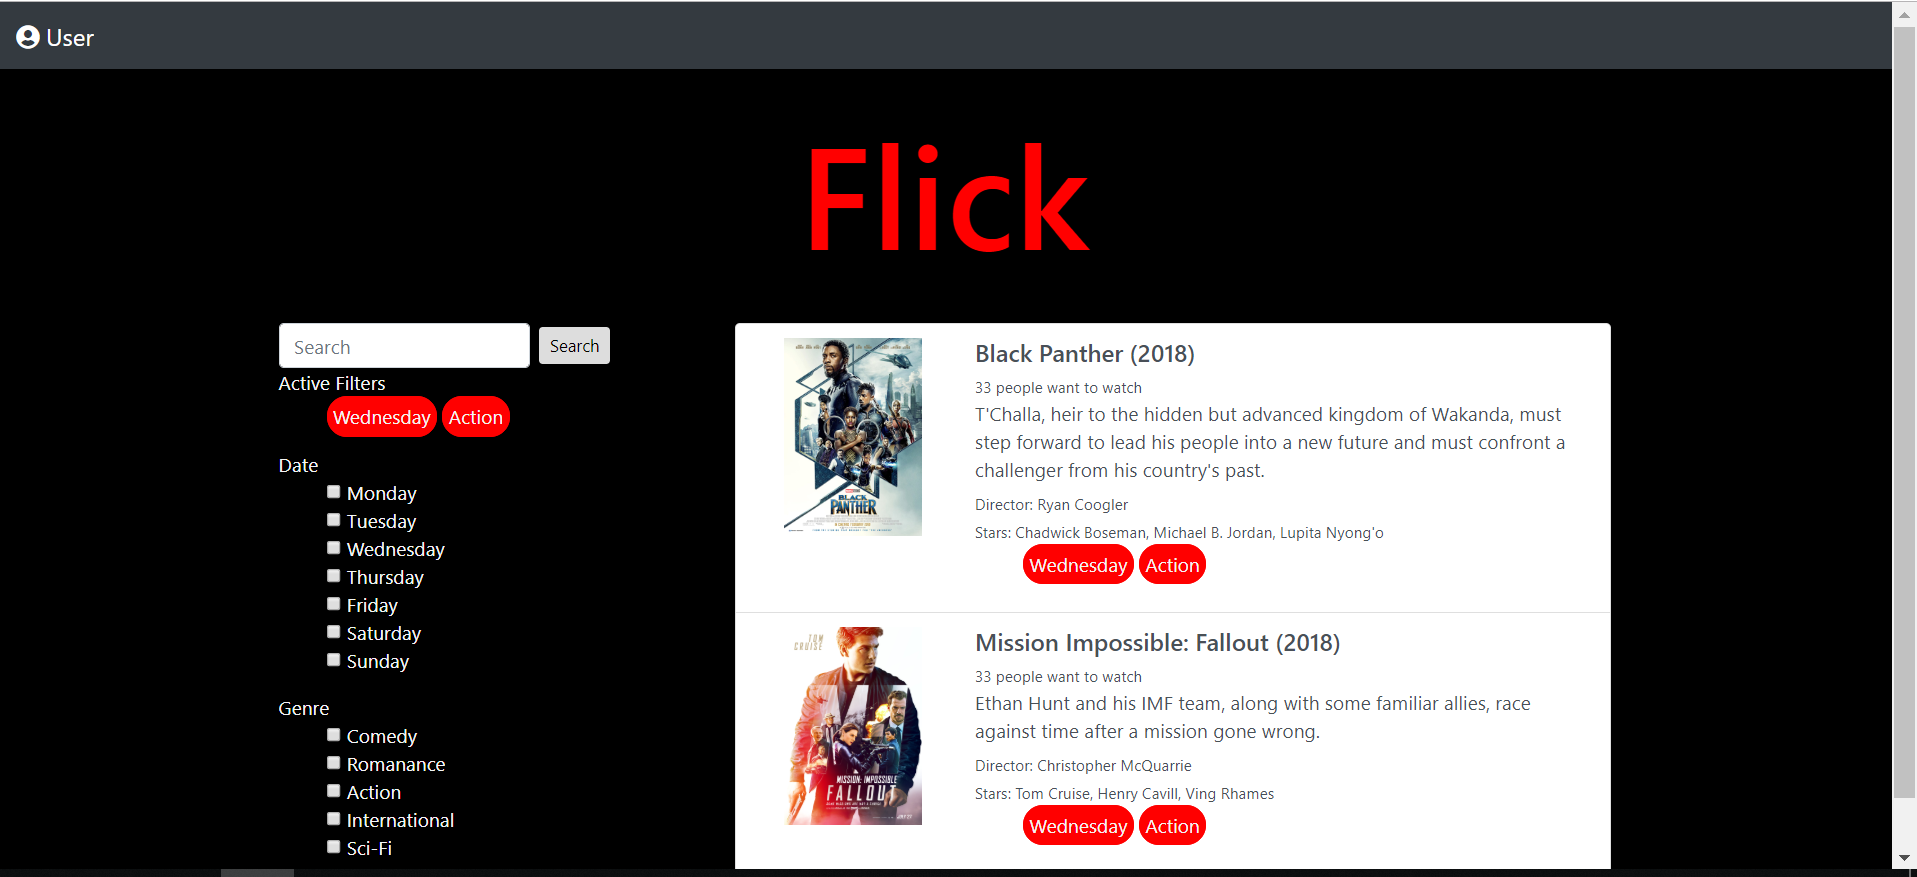 User
Flick
Search
Search
Active Filters
Wednesday Action
Date
Monday
Tuesday
Wednesday
Thursday
Friday
Saturday
Sunday
Genre
Comedy
Romanance
Action
International
Sci-Fi
BLACK
PANTHER
Black Panther (2018)
33 people want to watch
T'Challa, heir to the hidden but advanced kingdom of Wakanda, must
step forward to lead his people into a new future and must confront a
challenger from his country's past.
Director: Ryan Coogler
Stars: Chadwick Boseman, Michael B. Jordan, Lupita Nyong'o
Wednesday Action
TOM
CRUISE
MISSION: IMPOSSIBLE
FALLOUT
Mission Impossible: Fallout (2018)
33 people want to watch
Ethan Hunt and his IMF team, along with some familiar allies, race
against time after a mission gone wrong.
Director: Christopher McQuarrie
Stars: Tom Cruise, Henry Cavill, Ving Rhames
Wednesday Action